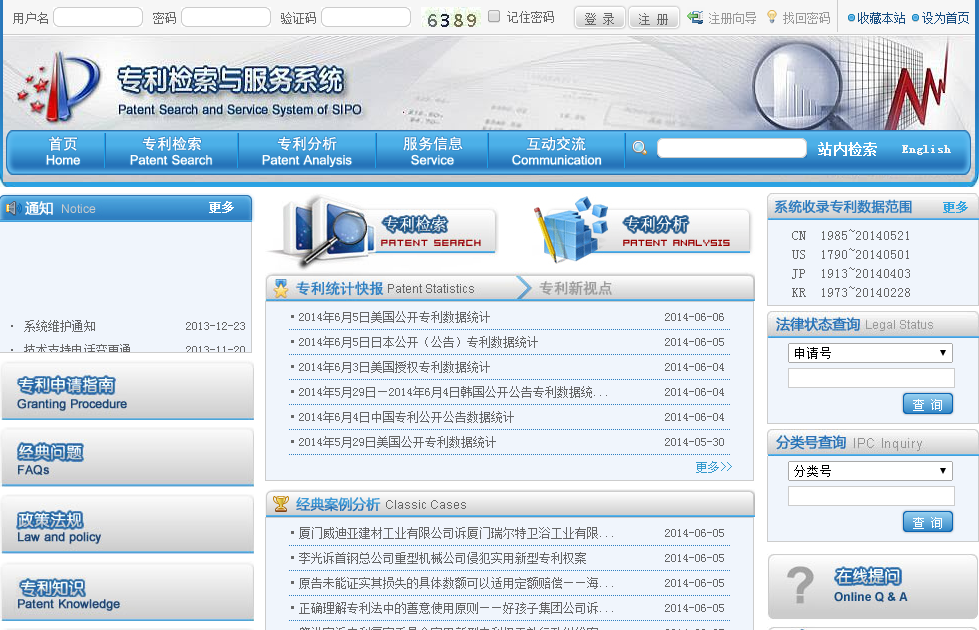 用户名 密码 验证码 6389 记住密码 登 录 注 册 注册向导 找回密码 收藏本站 设为首页
专利检索与服务系统
Patent Search and Service System of SIPO
首页 专利检索 专利分析 服务信息 互动交流 站内检索 English
Home Patent Search Patent Analysis Service Communication
通知 Notice 更多
· 系统维护通知 2013-12-23
· 技术支持电话变更通 2013-11-20
专利申请指南
Granting Procedure
经典问题
FAQs
政策法规
Law and policy
专利知识
Patent Knowledge
专利检索
PATENT SEARCH
专利分析
PATENT ANALYSIS
专利统计快报 Patent Statistics 专利新视点
2014年6月5日美国公开专利数据统计 2014-06-06
2014年6月5日日本公开（公告）专利数据统计 2014-06-05
2014年6月3日美国授权专利数据统计 2014-06-04
2014年5月29日－2014年6月4日韩国公开公告专利数据统... 2014-06-04
2014年6月4日中国专利公开公告数据统计 2014-06-04
2014年5月29日美国公开专利数据统计 2014-05-30
更多>>
经典案例分析 Classic Cases
厦门威迪亚建材工业有限公司诉厦门瑞尔特卫浴工业有限... 2014-06-05
李光诉首钢总公司重型机械公司侵犯实用新型专利权案 2014-06-05
原告未能证实其损失的具体数额可以适用定额赔偿－－海... 2014-06-05
正确理解专利法中的善意使用原则－－好孩子集团公司诉... 2014-06-05
系统收录专利数据范围 更多
CN 1985~20140521
US 1790~20140501
JP 1913~20140403
KR 1973~20140228
法律状态查询 Legal Status
申请号
查 询
分类号查询 IPC Inquiry
分类号
查 询
在线提问
Online Q & A